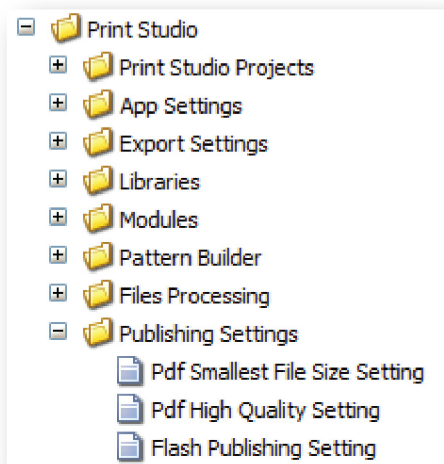 Print Studio
Print Studio Projects
App Settings
Export Settings
Libraries
Modules
Pattern Builder
Files Processing
Publishing Settings
Pdf Smallest File Size Setting
Pdf High Quality Setting
Flash Publishing Setting